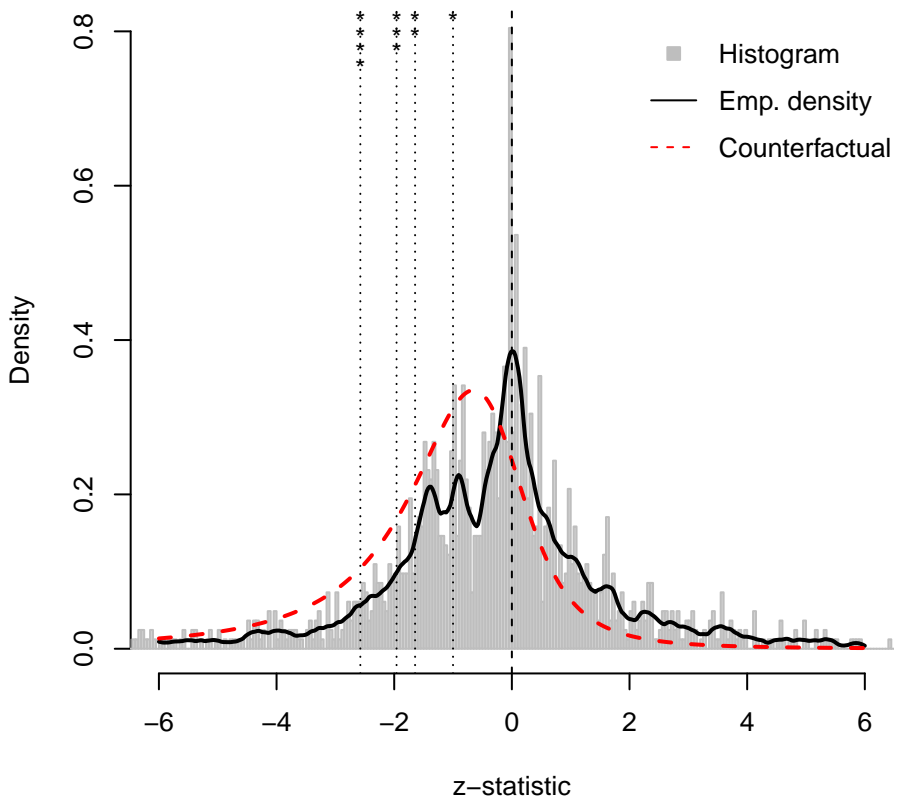 * * * *
* * *
* *
*
Histogram
Emp. density
Counterfactual
Density
0.8
0.6
0.4
0.2
0.0
−6 −4 −2 0 2 4 6
z−statistic